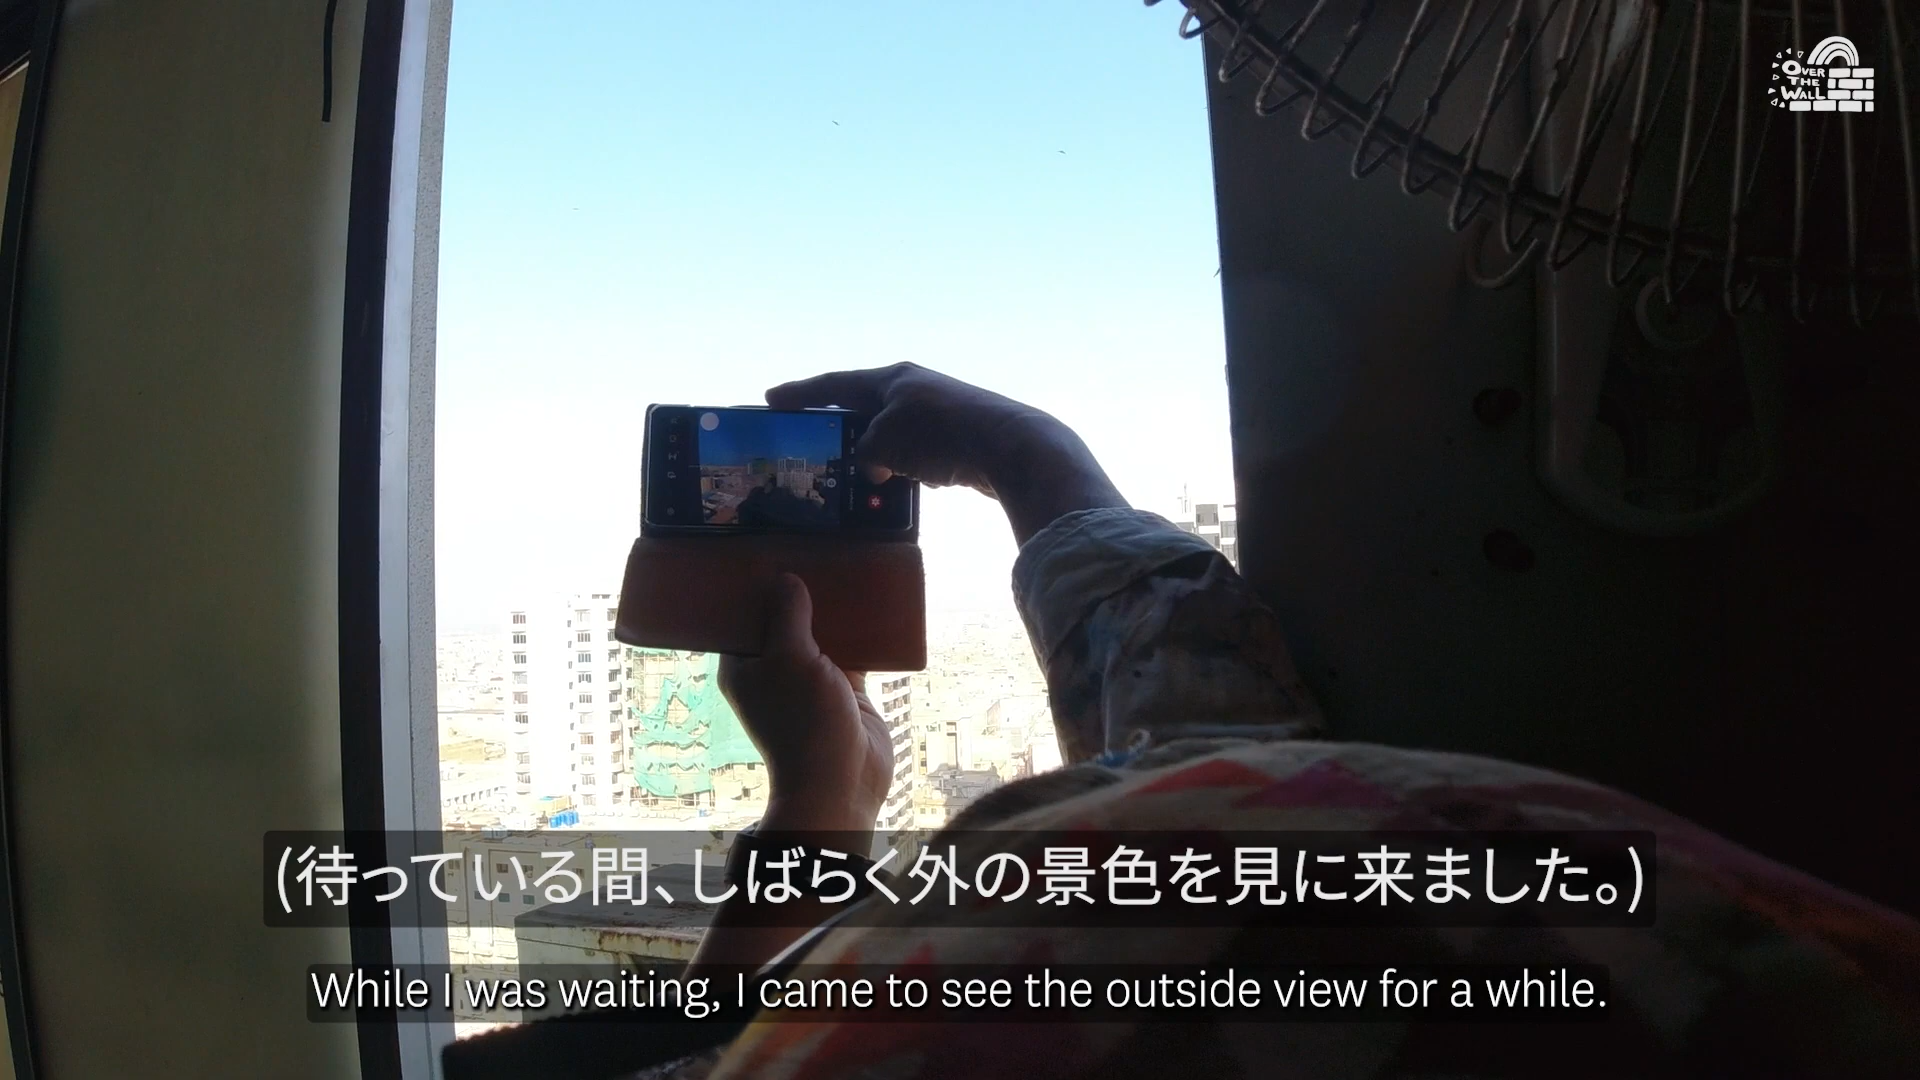 OVER
THE
WALL
(待っている間、しばらく外の景色を見に来ました。)
While I was waiting, I came to see the outside view for a while.